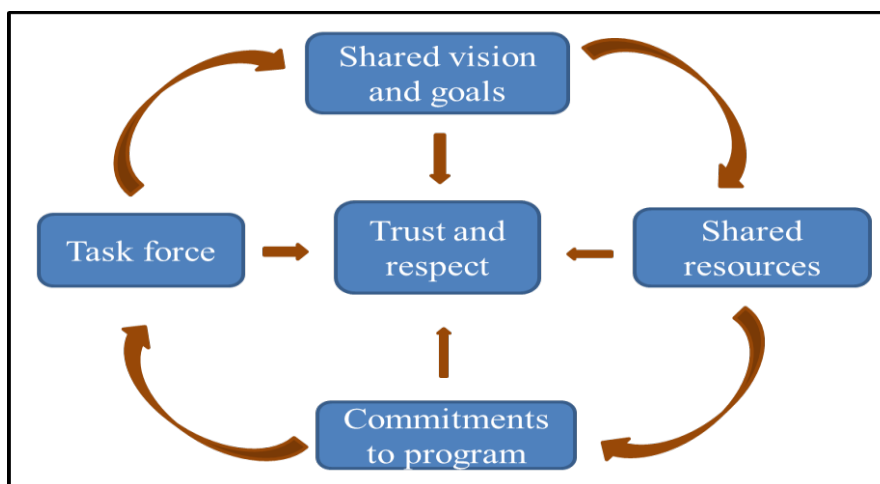 Shared vision
and goals
Task force
Trust and
respect
Shared
resources
Commitments
to program